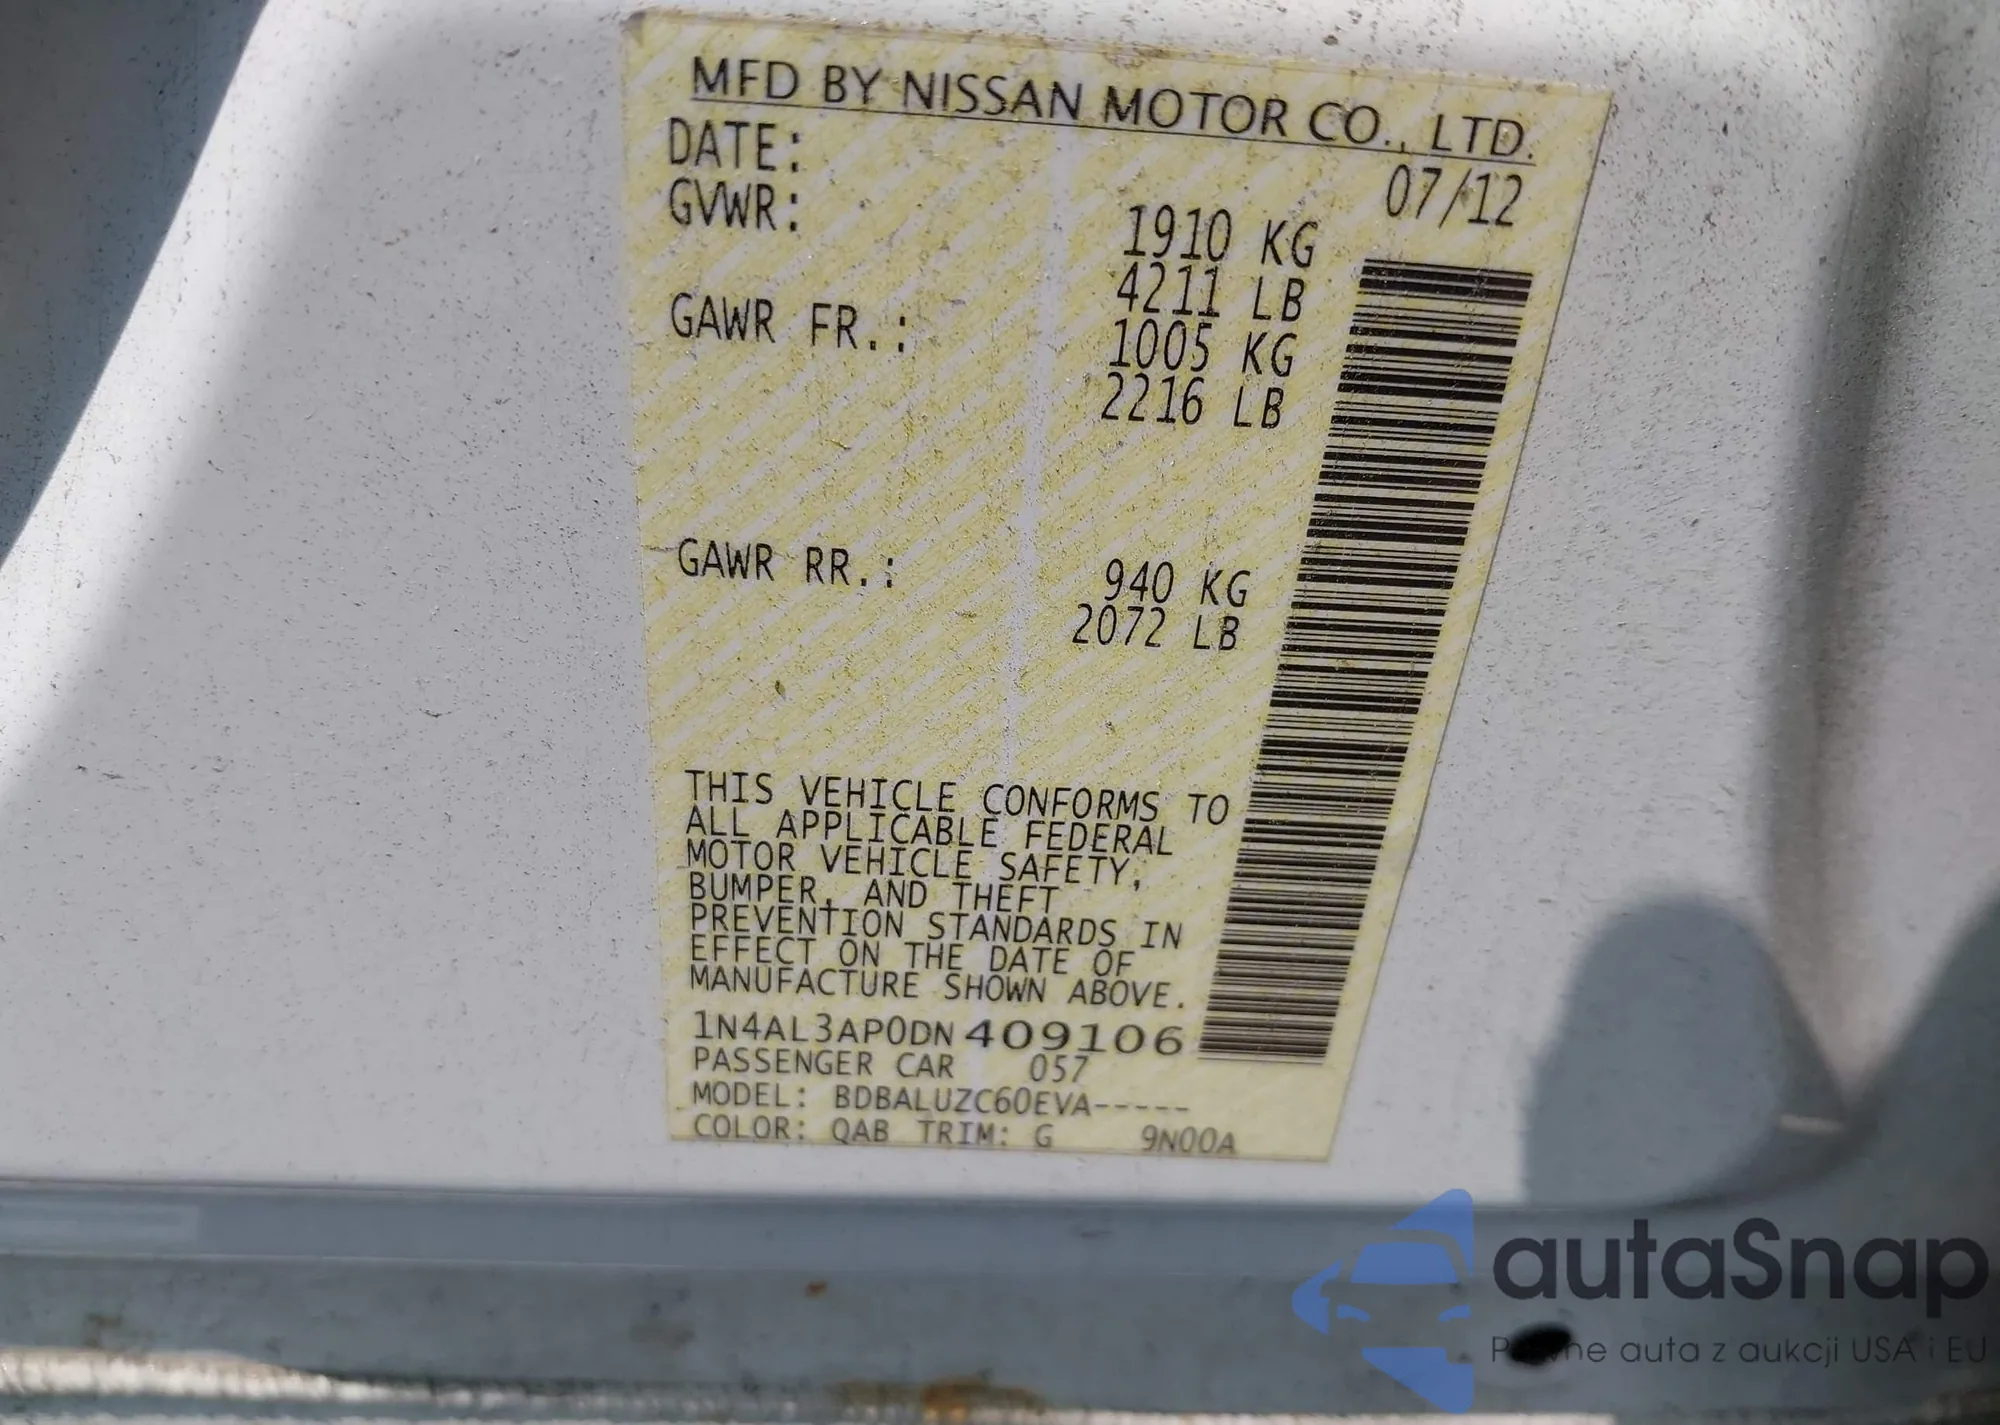 MFD BY NISSAN MOTOR CO., LTD.
DATE: 07/12
GVWR: 1910 KG
4211 LB
GAWR FR.: 1005 KG
2216 LB
GAWR RR.: 940 KG
2072 LB
THIS VEHICLE CONFORMS TO
ALL APPLICABLE FEDERAL
MOTOR VEHICLE SAFETY,
BUMPER, AND THEFT
PREVENTION STANDARDS IN
EFFECT ON THE DATE OF
MANUFACTURE SHOWN ABOVE.
1N4AL3AP0DN409106
PASSENGER CAR 057
MODEL: BDBALUZC60EVA-----
COLOR: QAB TRIM: G 9N00A
autaSnap
auta z aukcji USA i EU